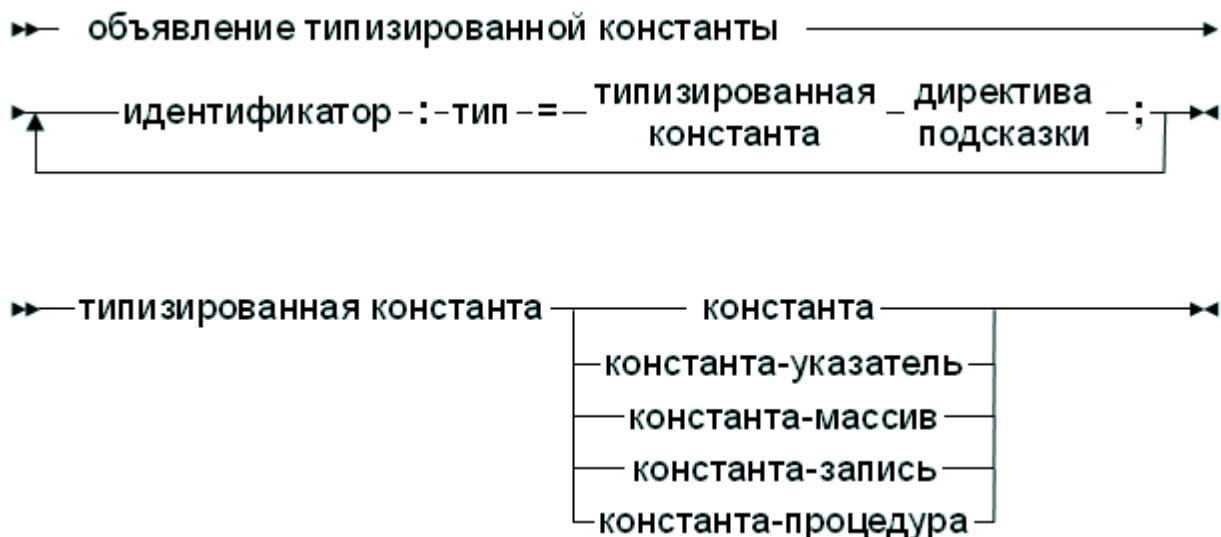 объявление типизированной константы
идентификатор : тип = типизированная константа директива подсказки ;
типизированная константа константа
константа-указатель
константа-массив
константа-запись
константа-процедура